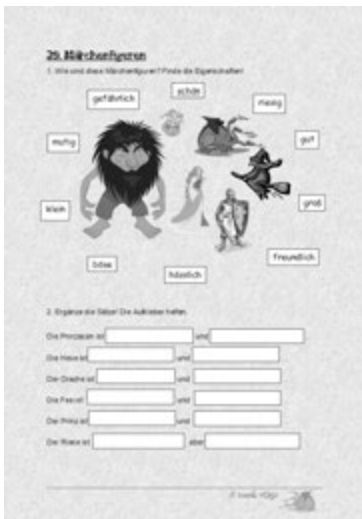 25. Märchenfiguren
1. Wie sind diese Märchenfiguren? Finde die Eigenschaften!
schön
gefährlich
riesig
mutig
gut
klein
groß
freundlich
böse
hässlich
2. Ergänze die Sätze! Die Aufkleber helfen.
Die Prinzessin ist und
Die Hexe ist und
Der Drache ist und
Die Fee ist und
Der Prinz ist und
Der Riese ist aber